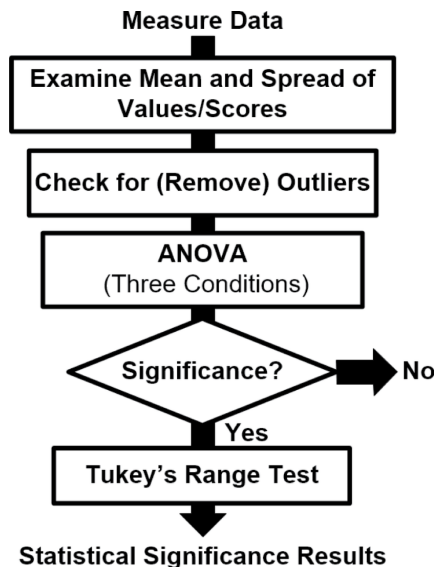 Measure Data
Examine Mean and Spread of
Values/Scores
Check for (Remove) Outliers
ANOVA
(Three Conditions)
Significance?
No
Yes
Tukey's Range Test
Statistical Significance Results